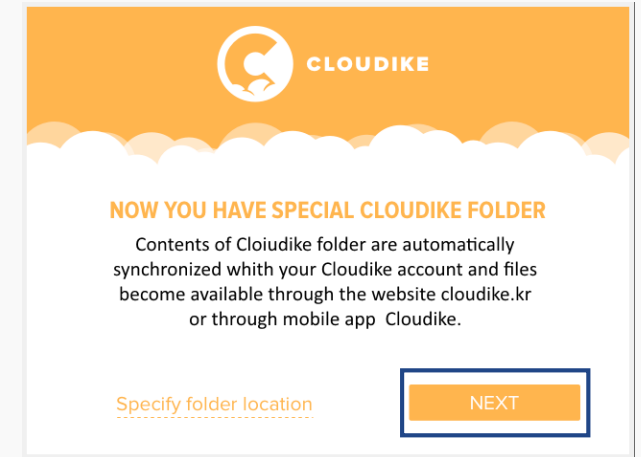 CLOUDIKE
NOW YOU HAVE SPECIAL CLOUDIKE FOLDER
Contents of Cloiudike folder are automatically
synchronized whith your Cloudike account and files
become available through the website cloudike.kr
or through mobile app  Cloudike.
Specify folder location
NEXT